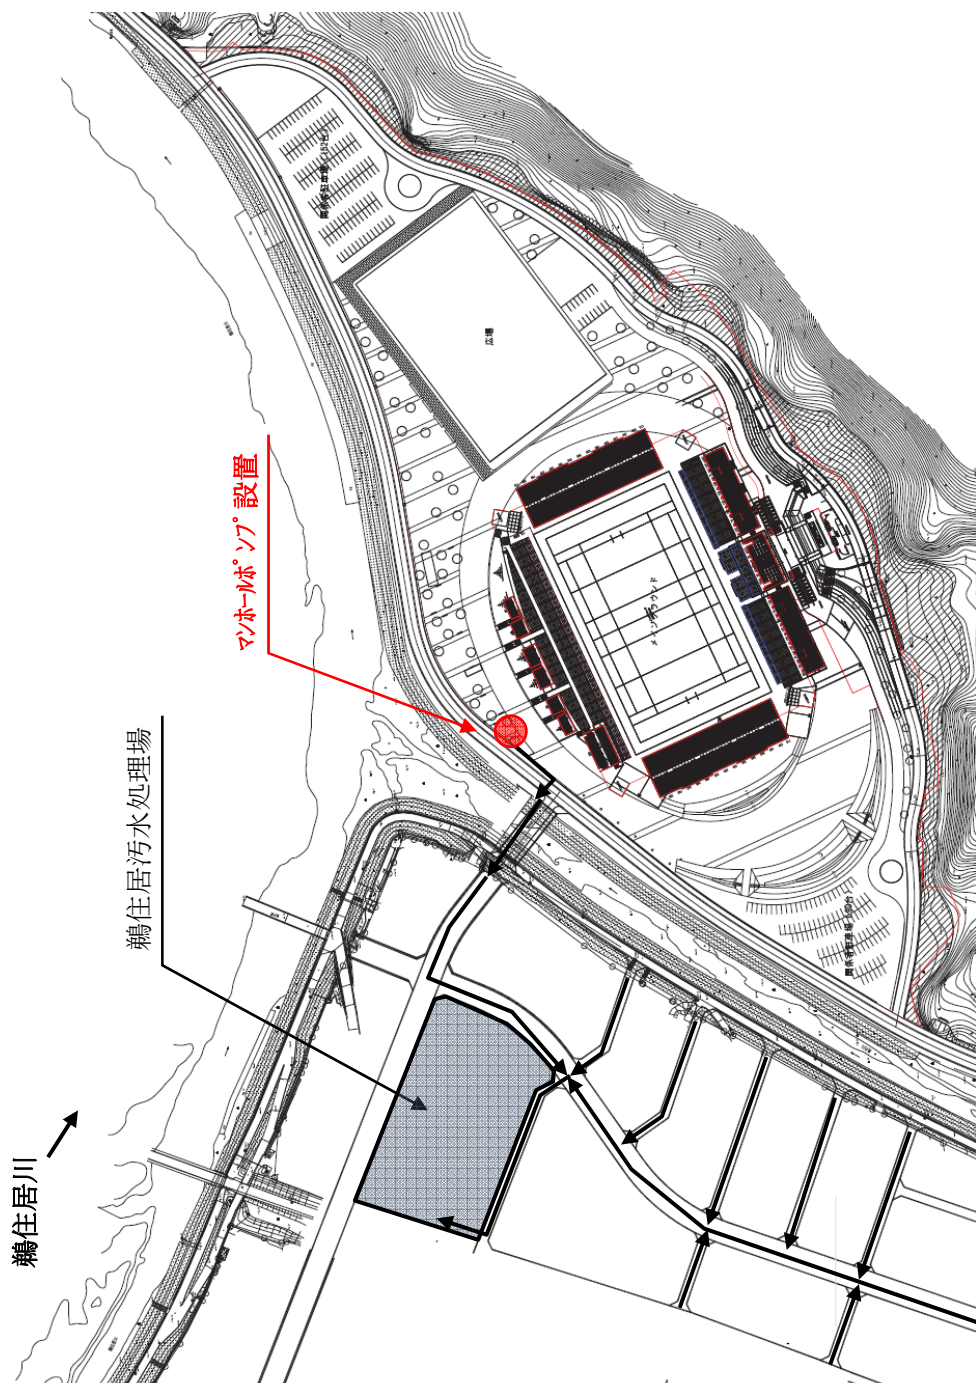 マンホールポンプ 設置
鵜住居汚水処理場
鵜住居川
広場
メイングラウンド